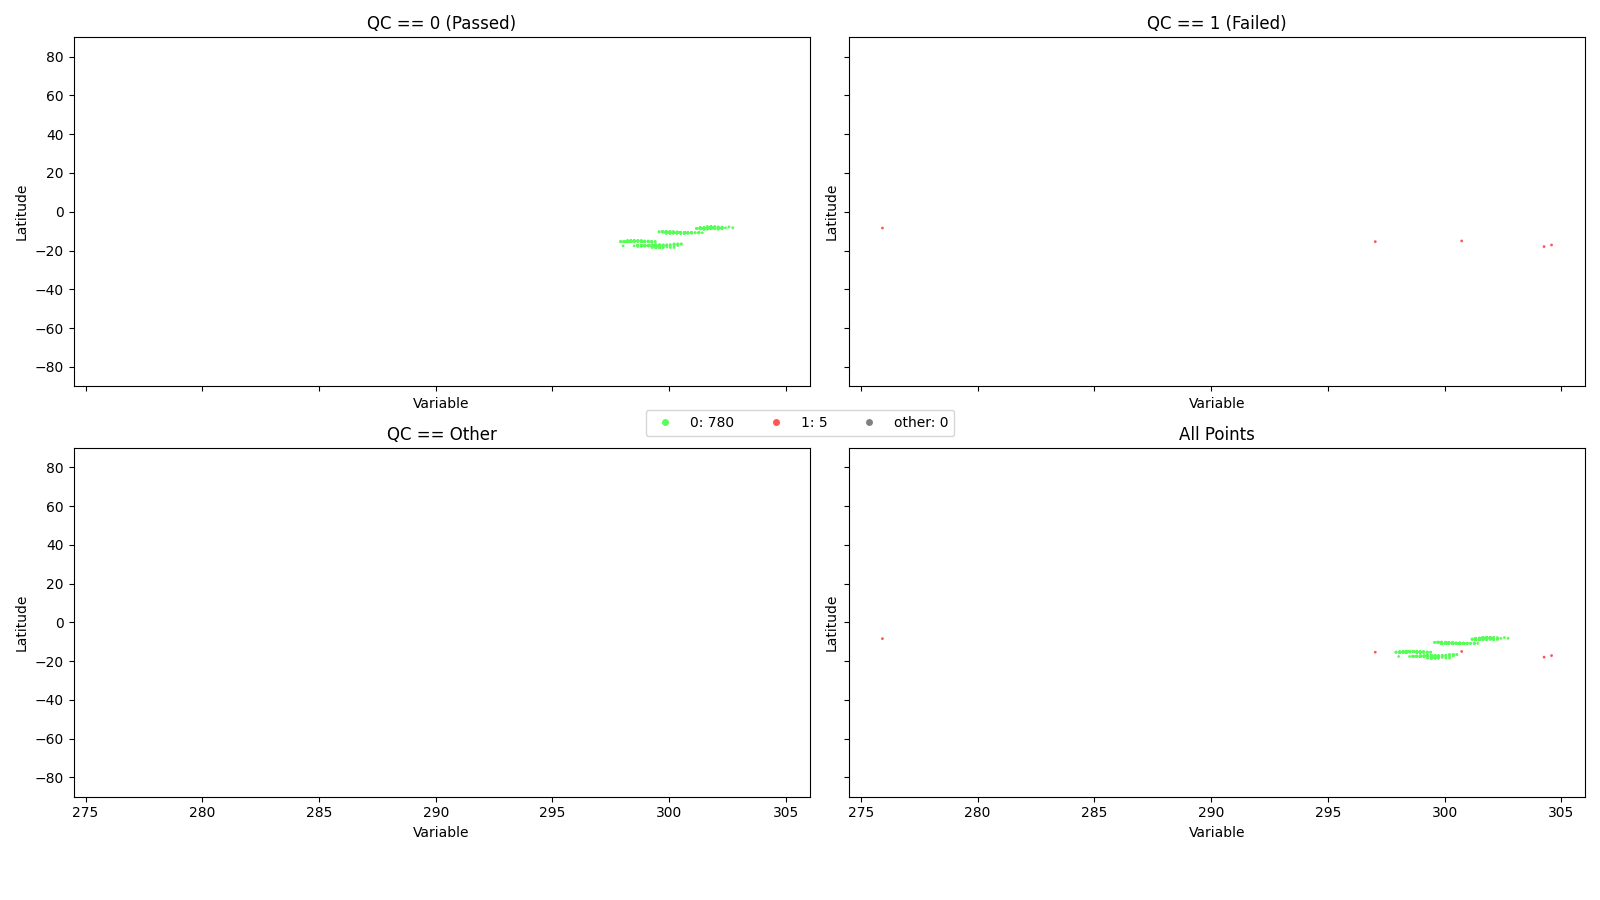 QC == 0 (Passed)
QC == 1 (Failed)
80
60
40
20
0
−20
−40
−60
−80
Latitude
Latitude
Variable
Variable
0: 780
1: 5
other: 0
QC == Other
All Points
80
60
40
20
0
−20
−40
−60
−80
Latitude
Latitude
275
280
285
290
295
300
305
275
280
285
290
295
300
305
Variable
Variable